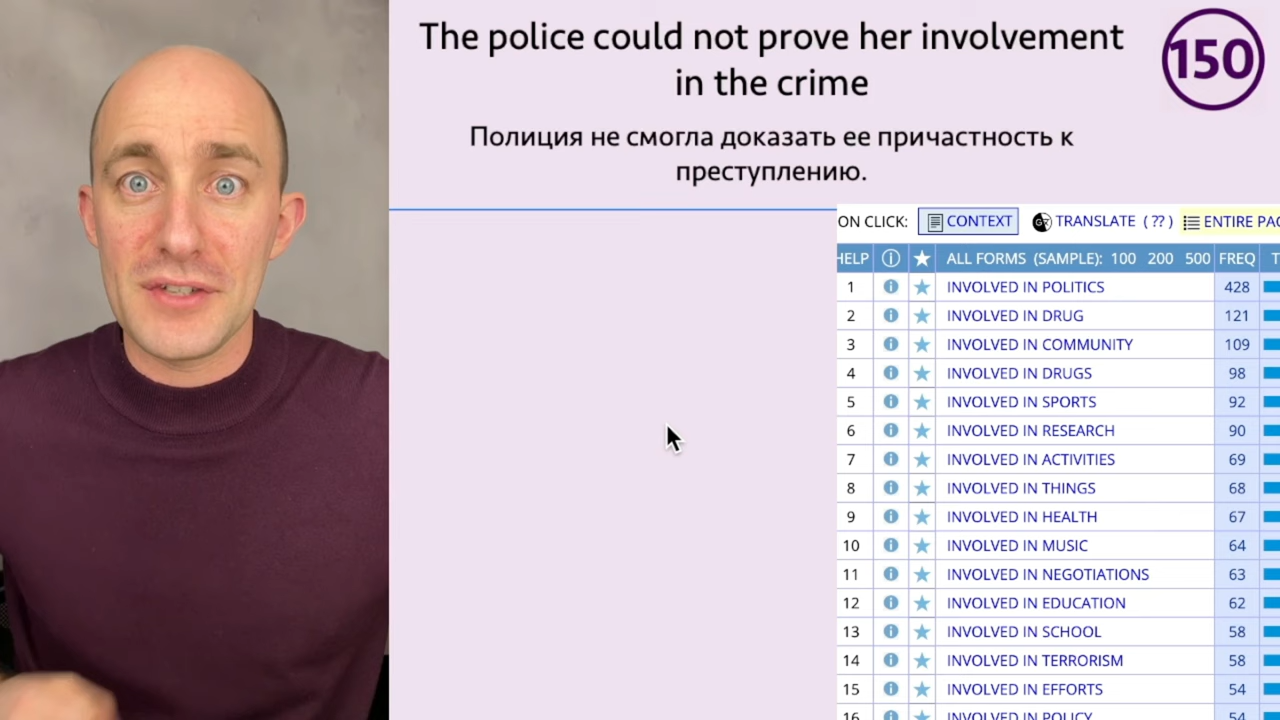 The police could not prove her involvement
in the crime
150
Полиция не смогла доказать ее причастность к
преступлению.
ON CLICK: CONTEXT TRANSLATE ( ?? ) ENTIRE PAG
HELP ALL FORMS (SAMPLE): 100 200 500 FREQ T
1 INVOLVED IN POLITICS 428
2 INVOLVED IN DRUG 121
3 INVOLVED IN COMMUNITY 109
4 INVOLVED IN DRUGS 98
5 INVOLVED IN SPORTS 92
6 INVOLVED IN RESEARCH 90
7 INVOLVED IN ACTIVITIES 69
8 INVOLVED IN THINGS 68
9 INVOLVED IN HEALTH 67
10 INVOLVED IN MUSIC 64
11 INVOLVED IN NEGOTIATIONS 63
12 INVOLVED IN EDUCATION 62
13 INVOLVED IN SCHOOL 58
14 INVOLVED IN TERRORISM 58
15 INVOLVED IN EFFORTS 54
16 INVOLVED IN POLICY 54